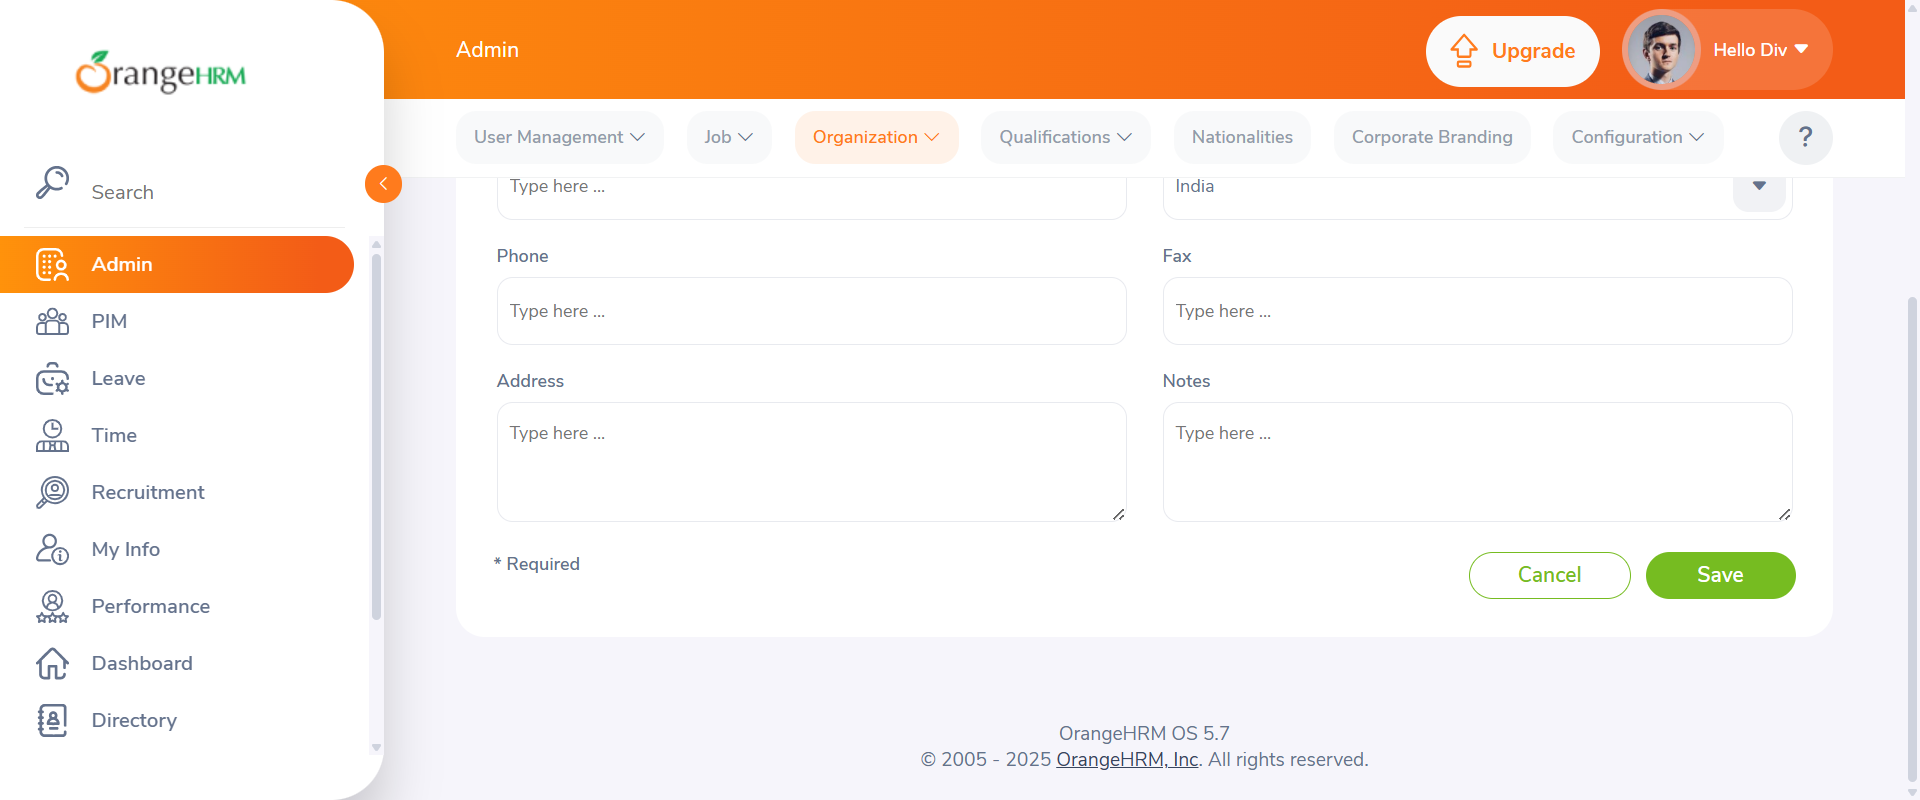 OrangeHRM
Admin
Upgrade
Hello Div
User Management
Job
Organization
Qualifications
Nationalities
Corporate Branding
Configuration
?
Search
Admin
PIM
Leave
Time
Recruitment
My Info
Performance
Dashboard
Directory
Type here ...
India
Phone
Fax
Type here ...
Type here ...
Address
Notes
Type here ...
Type here ...
* Required
Cancel
Save
OrangeHRM OS 5.7
© 2005 - 2025 OrangeHRM, Inc. All rights reserved.